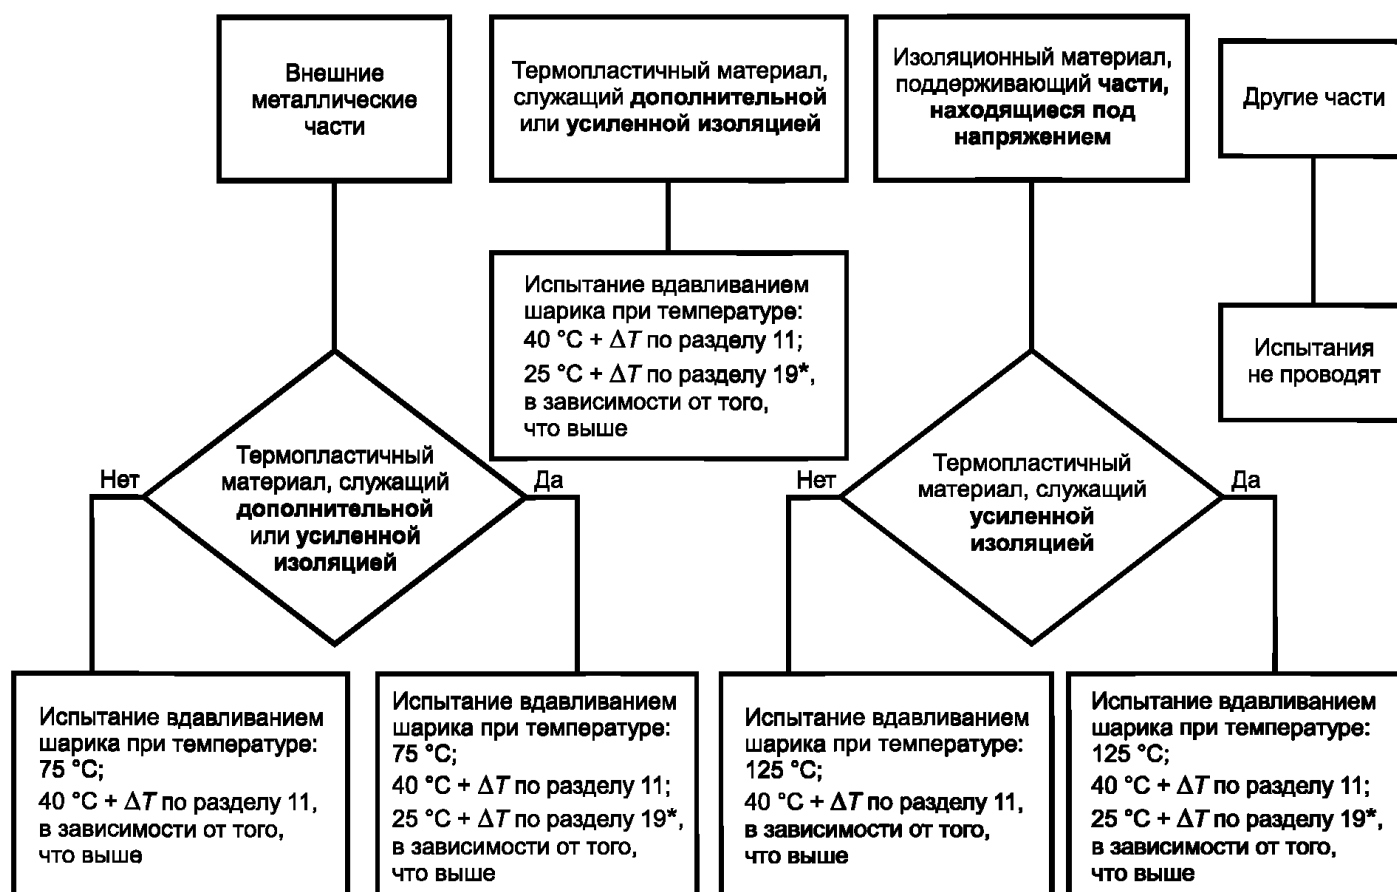 Внешние
металлические
части
Термопластичный материал,
служащий дополнительной
или усиленной изоляцией
Изоляционный материал,
поддерживающий части,
находящиеся под
напряжением
Другие части
Испытание вдавливанием
шарика при температуре:
40 °C + ΔT по разделу 11;
25 °C + ΔT по разделу 19*,
в зависимости от того,
что выше
Испытания
не проводят
Термопластичный
материал, служащий
дополнительной
или усиленной
изоляцией
Нет
Да
Термопластичный
материал, служащий
усиленной
изоляцией
Нет
Да
Испытание вдавливанием
шарика при температуре:
75 °C;
40 °C + ΔT по разделу 11,
в зависимости от того,
что выше
Испытание вдавливанием
шарика при температуре:
75 °C;
40 °C + ΔT по разделу 11;
25 °C + ΔT по разделу 19*,
в зависимости от того,
что выше
Испытание вдавливанием
шарика при температуре:
125 °C;
40 °C + ΔT по разделу 11,
в зависимости от того,
что выше
Испытание вдавливанием
шарика при температуре:
125 °C;
40 °C + ΔT по разделу 11;
25 °C + ΔT по разделу 19*,
в зависимости от того,
что выше